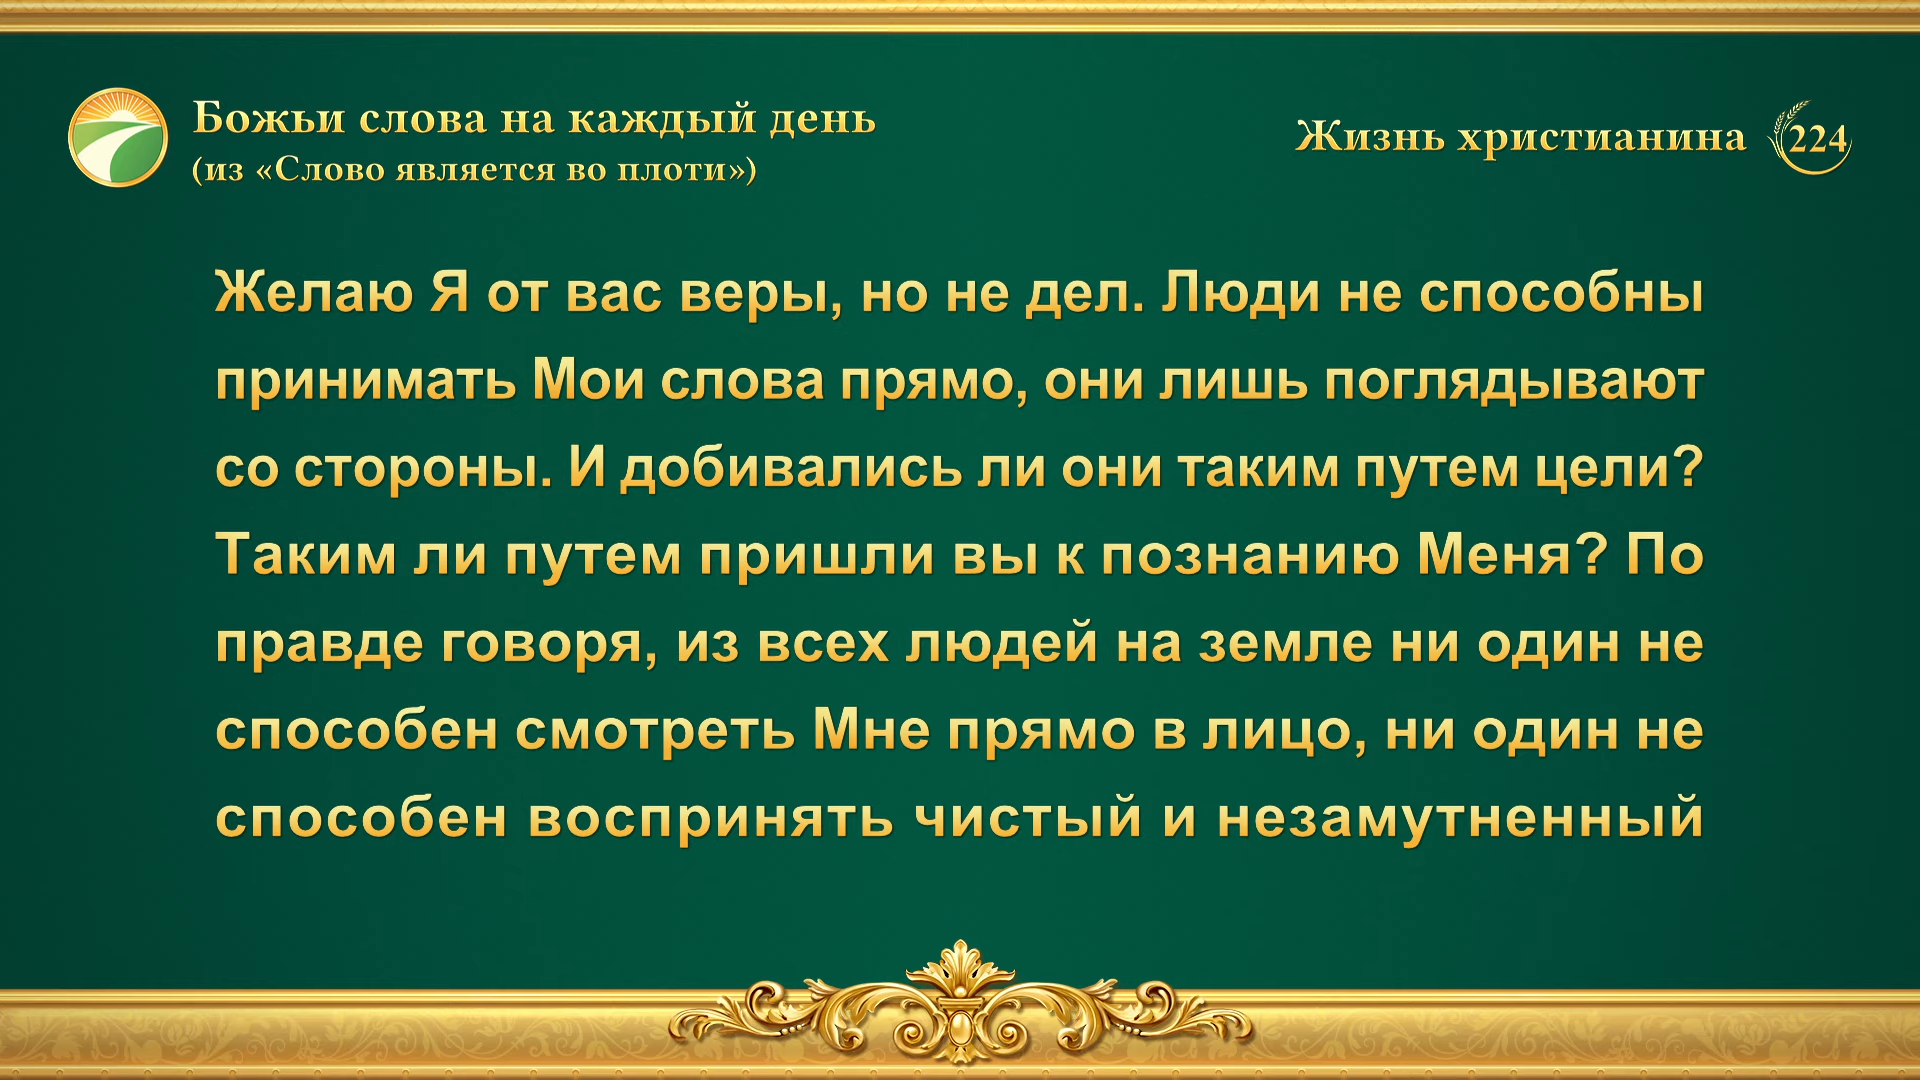 Божьи слова на каждый день
(из «Слово является во плоти»)
Жизнь христианина 224
Желаю Я от вас веры, но не дел. Люди не способны
принимать Мои слова прямо, они лишь поглядывают
со стороны. И добивались ли они таким путем цели?
Таким ли путем пришли вы к познанию Меня? По
правде говоря, из всех людей на земле ни один не
способен смотреть Мне прямо в лицо, ни один не
способен воспринять чистый и незамутненный